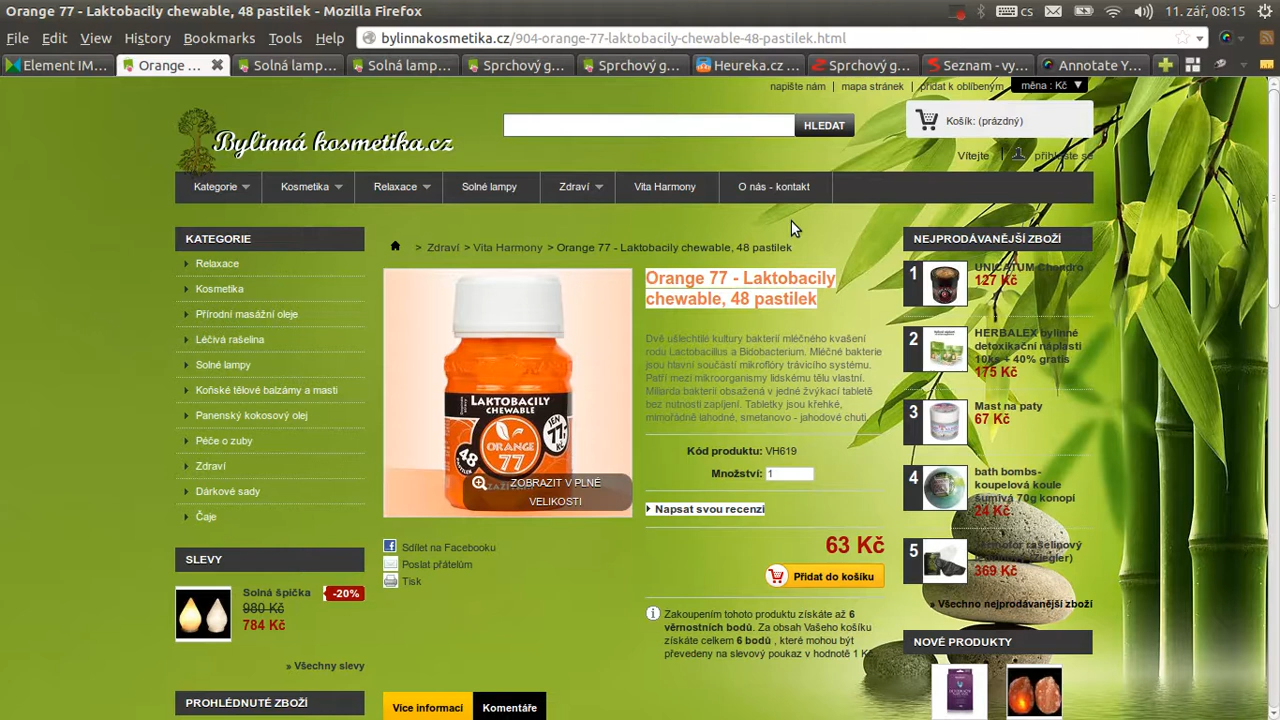 Orange 77 - Laktobacily chewable, 48 pastilek - Mozilla Firefox
cs
11. zář, 08:15
File Edit View History Bookmarks Tools Help
bylinnakosmetika.cz/904-orange-77-laktobacily-chewable-48-pastilek.html
Element IM...
Orange ...
Solná lamp...
Solná lamp...
Sprchový g...
Sprchový g...
Heureka.cz ...
Sprchový g...
Seznam - vy...
Annotate Y...
napište nám
mapa stránek
přidat k oblíbeným
měna : Kč
Bylinná kosmetika.cz
HLEDAT
Košík: (prázdný)
Vítejte
přihlaste se
Kategorie
Kosmetika
Relaxace
Solné lampy
Zdraví
Vita Harmony
O nás - kontakt
KATEGORIE
Relaxace
Kosmetika
Přírodní masážní oleje
Léčivá rašelina
Solné lampy
Koňské tělové balzámy a masti
Panenský kokosový olej
Péče o zuby
Zdraví
Dárkové sady
Čaje
SLEVY
Solná špička
-20%
980 Kč
784 Kč
» Všechny slevy
PROHLÉDNUTÉ ZBOŽÍ
> Zdraví > Vita Harmony > Orange 77 - Laktobacily chewable, 48 pastilek
LAKTOBACILY
CHEWABLE
ORANGE
77
48
ZOBRAZIT V PLNÉ
VELIKOSTI
Sdílet na Facebooku
Poslat přátelům
Tisk
Orange 77 - Laktobacily
chewable, 48 pastilek
Dvě ušlechtilé kultury bakterií mléčného kvašení
rodu Lactobacillus a Bidobacterium. Mléčné bakterie
jsou hlavní součástí mikroflóry trávicího systému.
Patří mezi mikroorganismy lidskému tělu vlastní.
Miliarda bakterií obsažená v jedné žvýkací tabletě
bez nutnosti zapíjení. Tabletky jsou křehké,
mimořádně lahodné, smetanovo - jahodové chuti.
Kód produktu: VH619
Množství: 1
Napsat svou recenzi
63 Kč
Přidat do košíku
Zakoupením tohoto produktu získáte až 6
věrnostních bodů. Za obsah Vašeho košíku
získáte celkem 6 bodů , které mohou být
převedeny na slevový poukaz v hodnotě 1 Kč
Více informací
Komentáře
NEJPRODÁVANĚJŠÍ ZBOŽÍ
1
UNICATUM Chondro
127 Kč
2
HERBALEX bylinné
detoxikační náplasti
10ks + 40% gratis
175 Kč
3
Mast na paty
67 Kč
4
bath bombs-
koupelová koule
šumivá 70g konopí
24 Kč
5
369 Kč
» Všechno nejprodávanější zboží
NOVÉ PRODUKTY